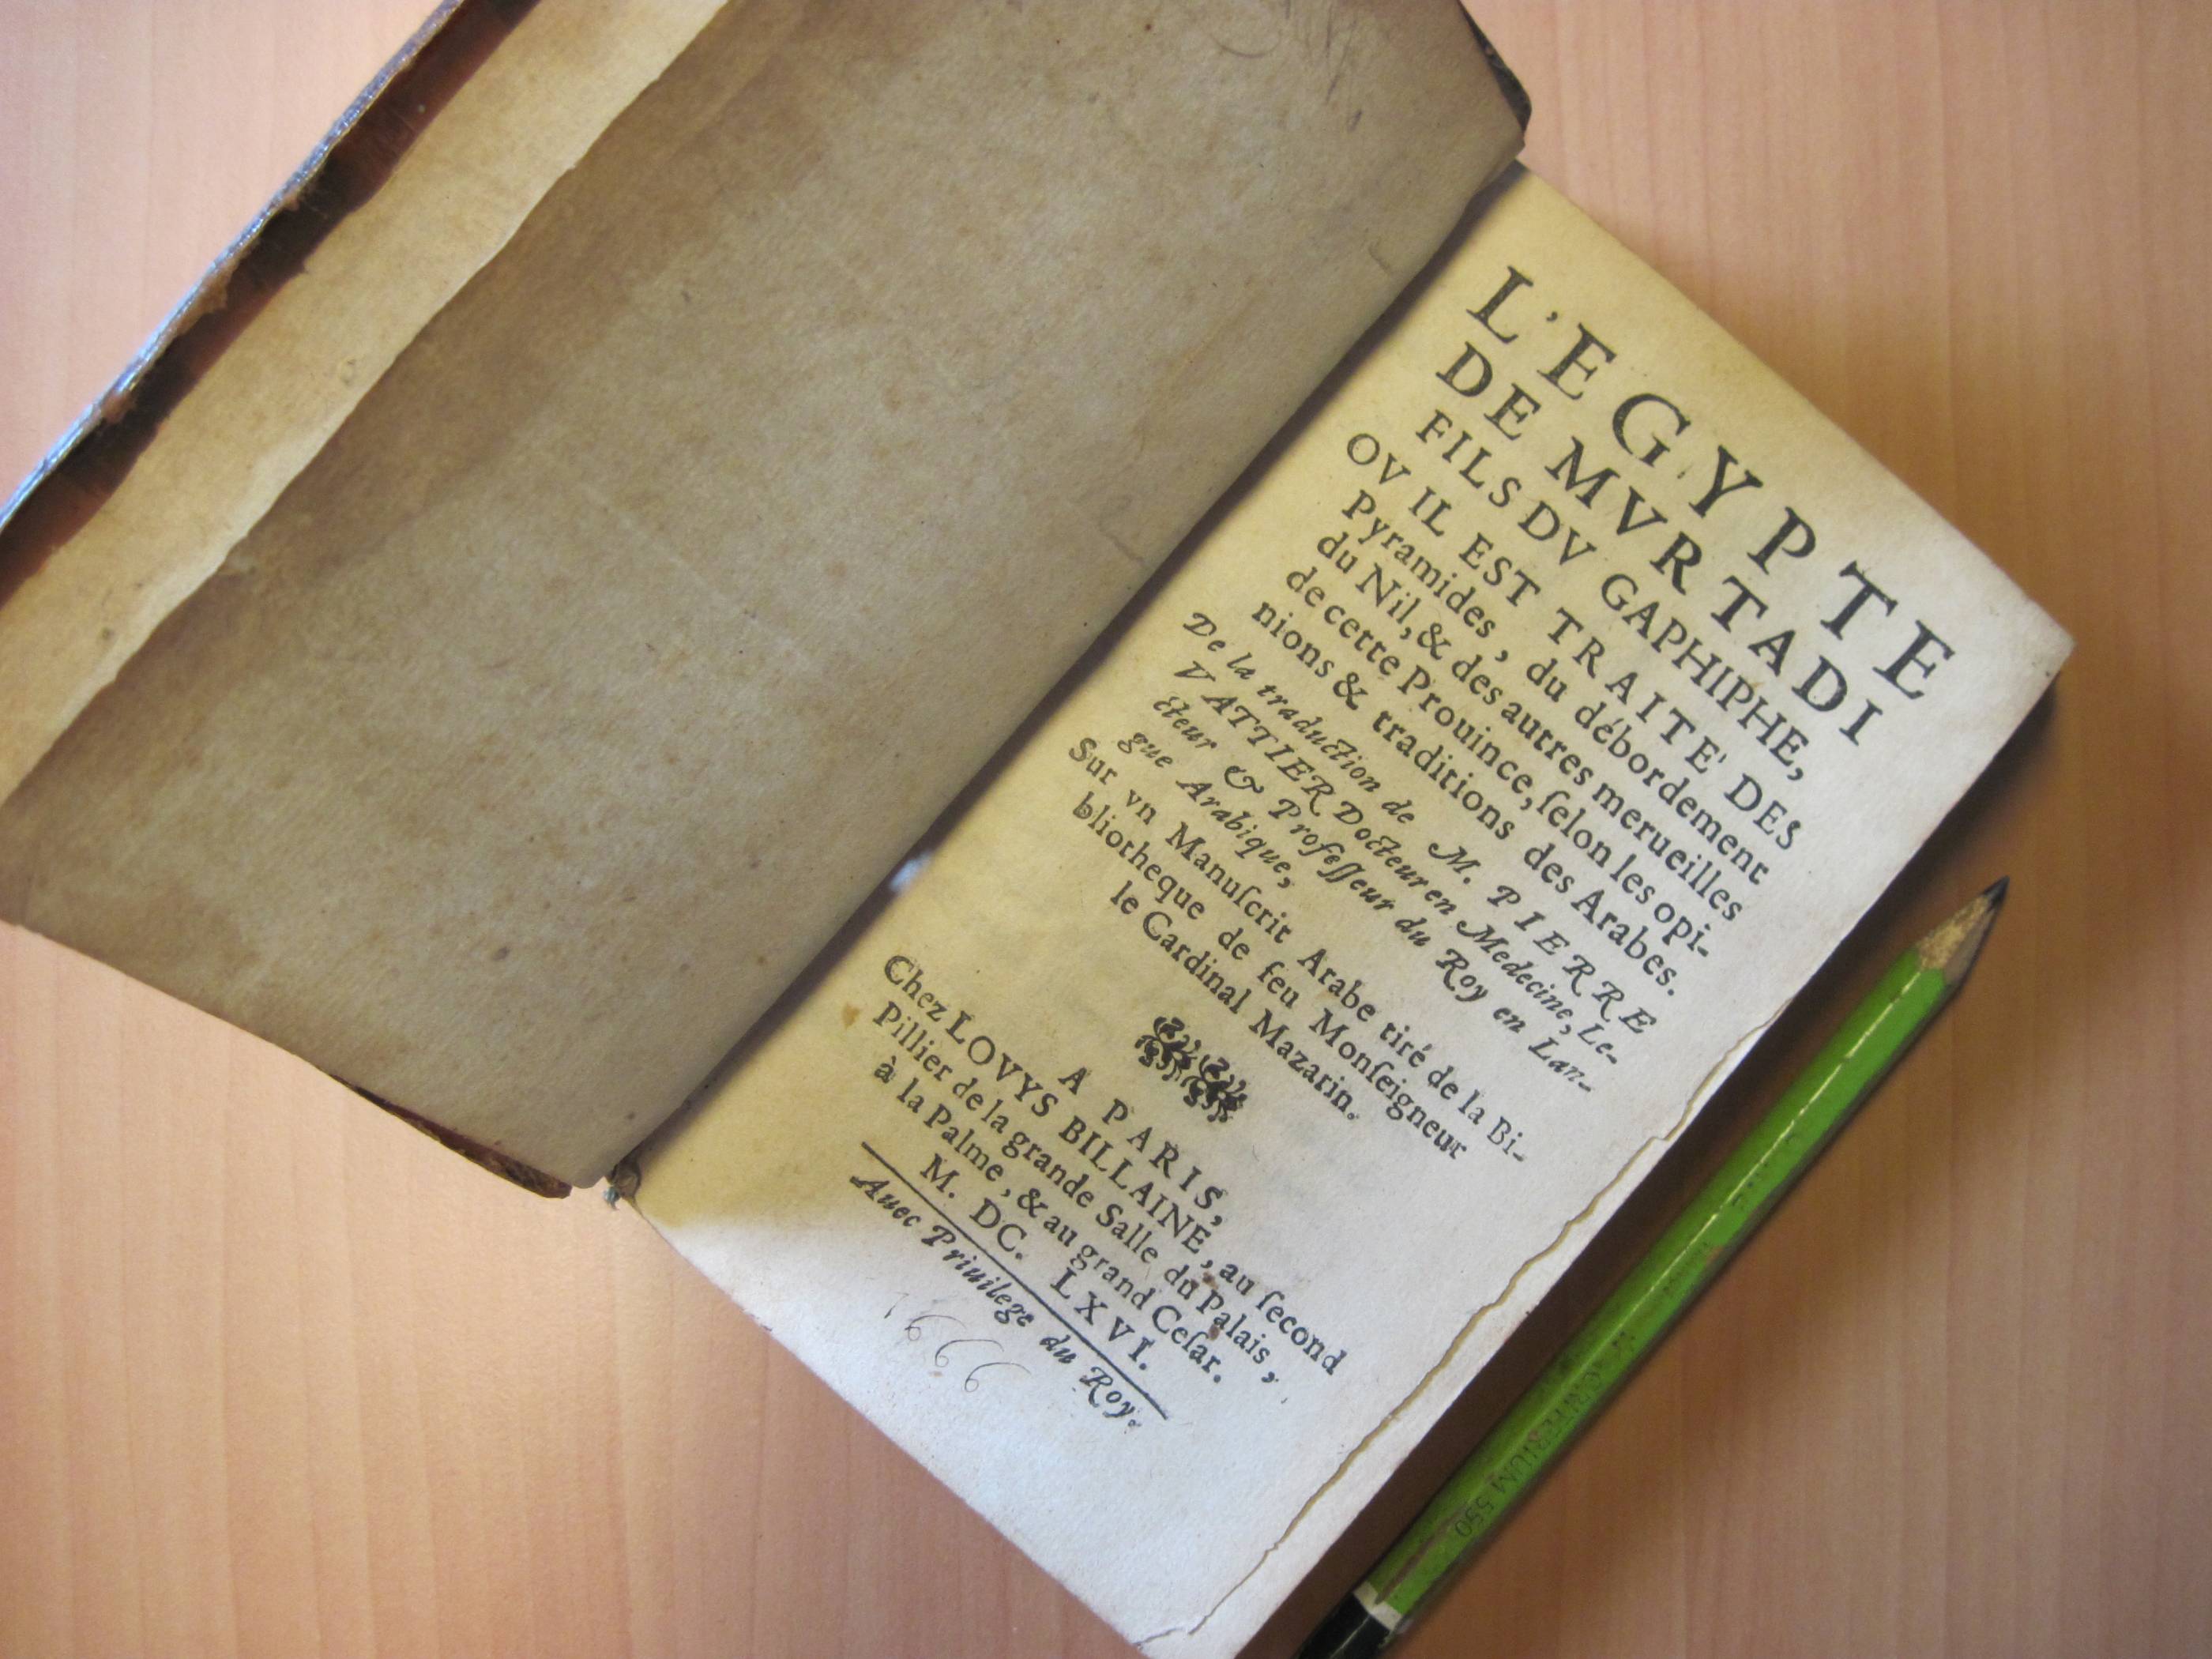 L'EGYPTE
DE MVRTADI
FILS DV GAPHIPHE,
OV IL EST TRAITE' DES
Pyramides, du débordement
du Nil, & des autres merueilles
de cette Prouince, ſelon les opi-
nions & traditions des Arabes.
De la traduction de M. PIERRE
VATTIER Docteur en Medecine, Le-
cteur & Profeſſeur du Roy en Lan-
gue Arabique,
Sur vn Manuſcrit Arabe tiré de la Bi-
bliotheque de feu Monſeigneur
le Cardinal Mazarin.
A PARIS,
Chez LOVYS BILLAINE, au ſecond
Pillier de la grande Salle du Palais,
à la Palme, & au grand Ceſar.
M. DC. LXVI.
Auec Priuilege du Roy.
1666
550